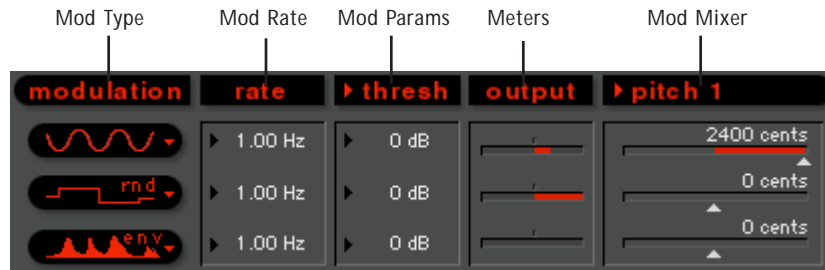 Mod Type Mod Rate Mod Params Meters Mod Mixer
modulation rate thresh output pitch 1
1.00 Hz 0 dB 2400 cents
rnd 1.00 Hz 0 dB 0 cents
env 1.00 Hz 0 dB 0 cents